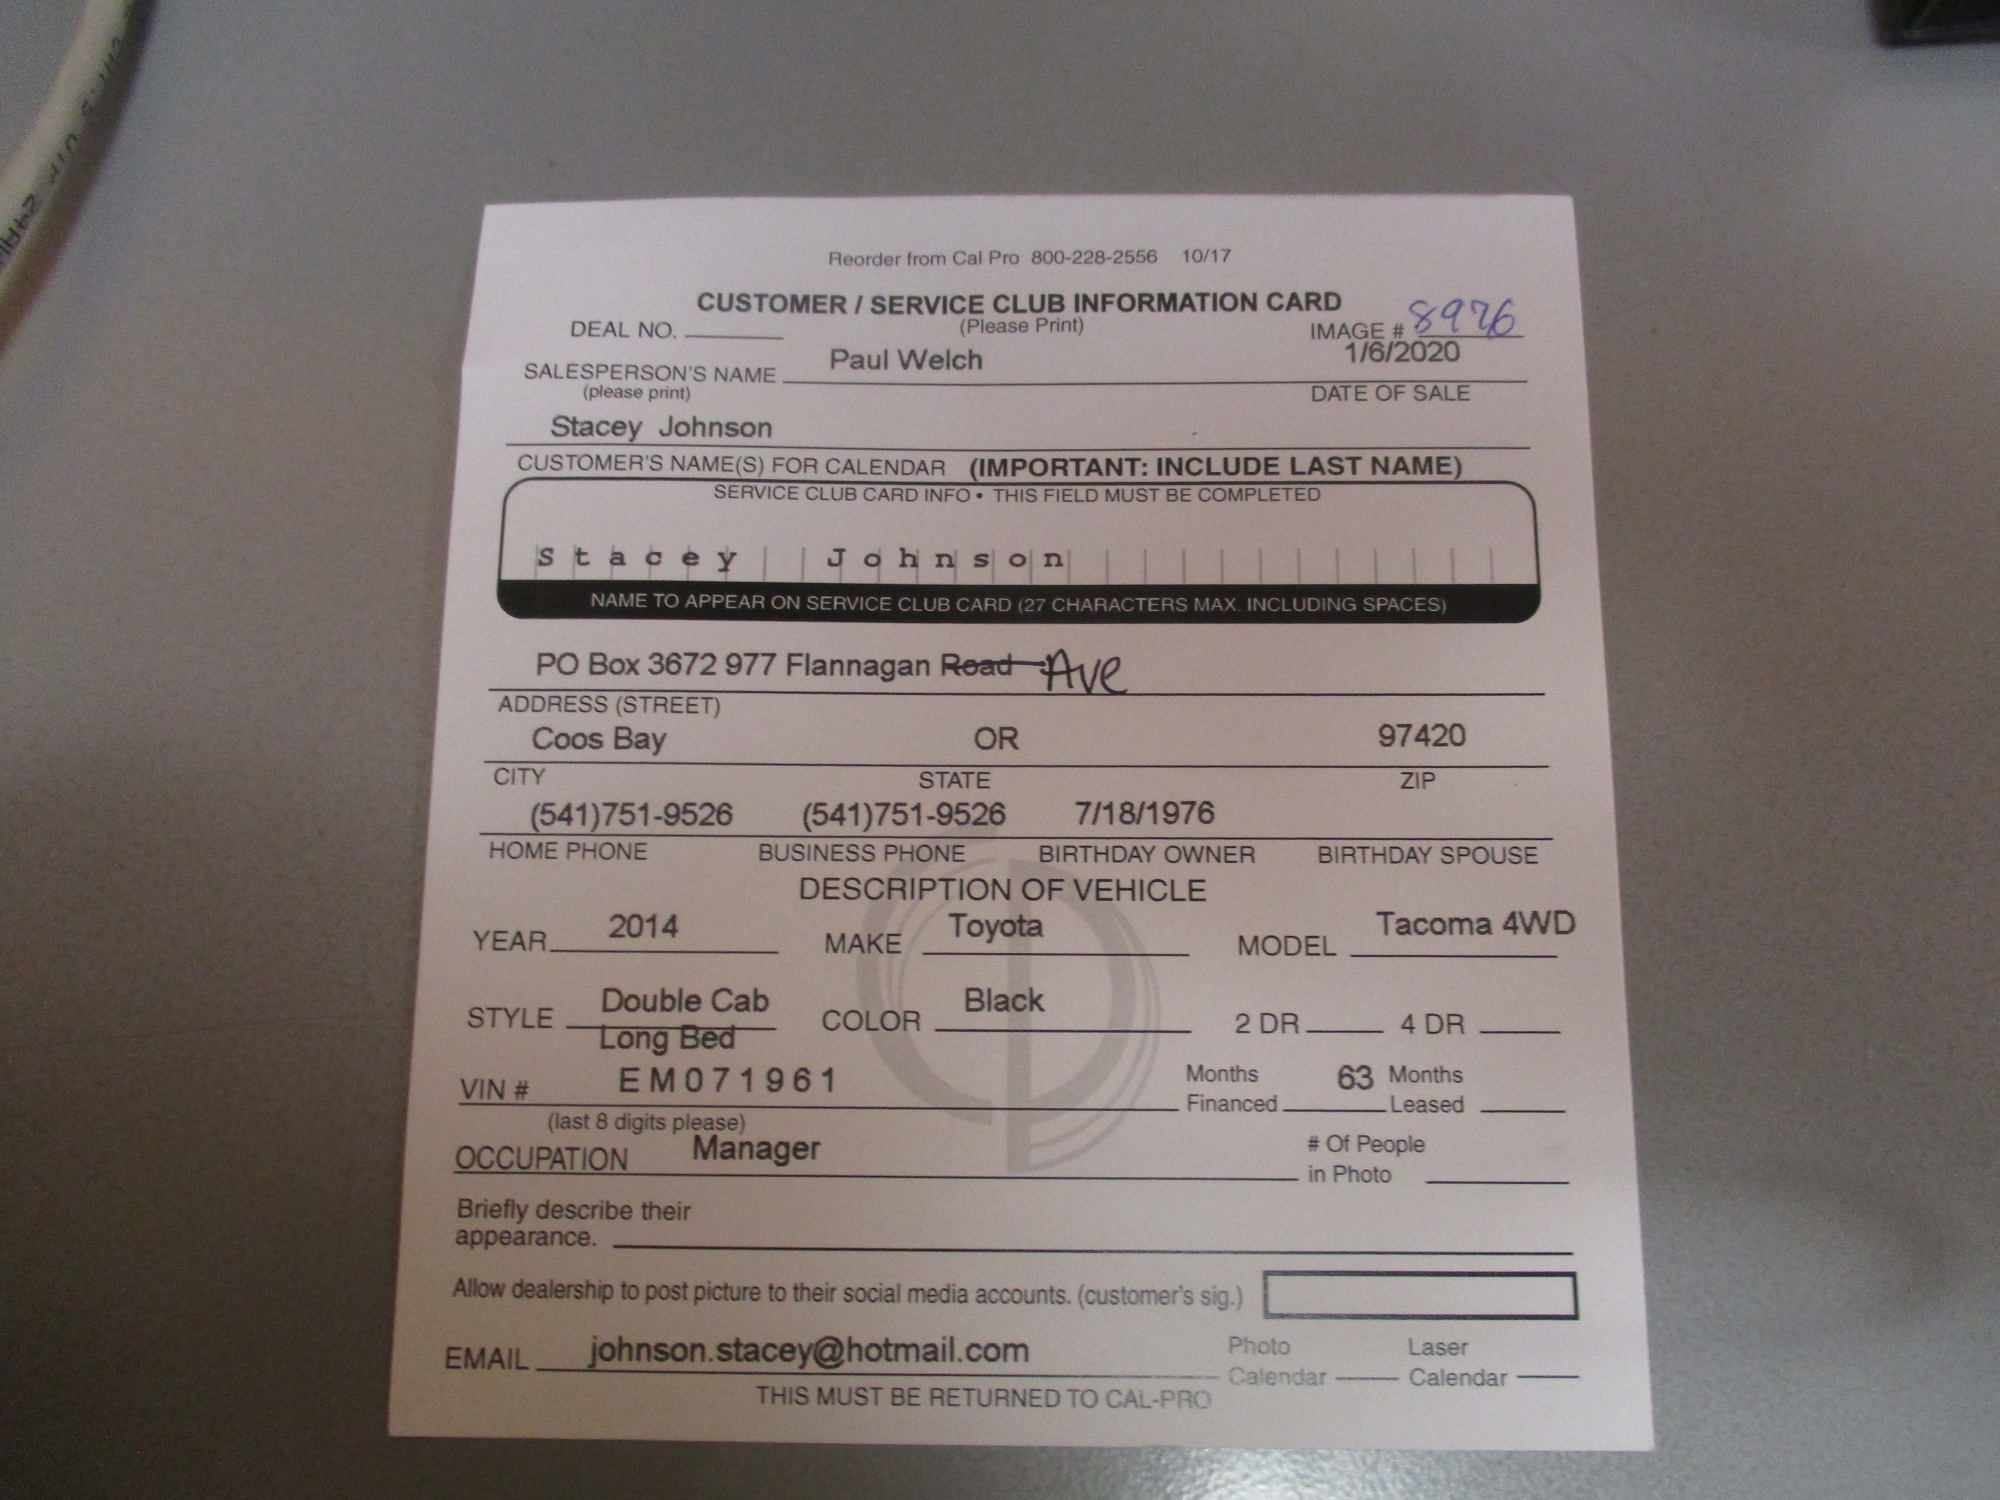 Reorder from Cal Pro 800-228-2556 10/17
CUSTOMER / SERVICE CLUB INFORMATION CARD
DEAL NO. (Please Print) IMAGE # 8976
SALESPERSON'S NAME Paul Welch 1/6/2020
(please print) DATE OF SALE
Stacey Johnson
CUSTOMER'S NAME(S) FOR CALENDAR (IMPORTANT: INCLUDE LAST NAME)
SERVICE CLUB CARD INFO • THIS FIELD MUST BE COMPLETED
Stacey Johnson
NAME TO APPEAR ON SERVICE CLUB CARD (27 CHARACTERS MAX. INCLUDING SPACES)
PO Box 3672 977 Flannagan Road Ave
ADDRESS (STREET)
Coos Bay OR 97420
CITY STATE ZIP
(541)751-9526 (541)751-9526 7/18/1976
HOME PHONE BUSINESS PHONE BIRTHDAY OWNER BIRTHDAY SPOUSE
DESCRIPTION OF VEHICLE
YEAR 2014 MAKE Toyota MODEL Tacoma 4WD
STYLE Double Cab COLOR Black 2 DR 4 DR
Long Bed
VIN # EM071961 Months Financed 63 Months Leased
(last 8 digits please)
OCCUPATION Manager # Of People in Photo
Briefly describe their
appearance.
Allow dealership to post picture to their social media accounts. (customer's sig.)
EMAIL johnson.stacey@hotmail.com Photo Calendar Laser Calendar
THIS MUST BE RETURNED TO CAL-PRO